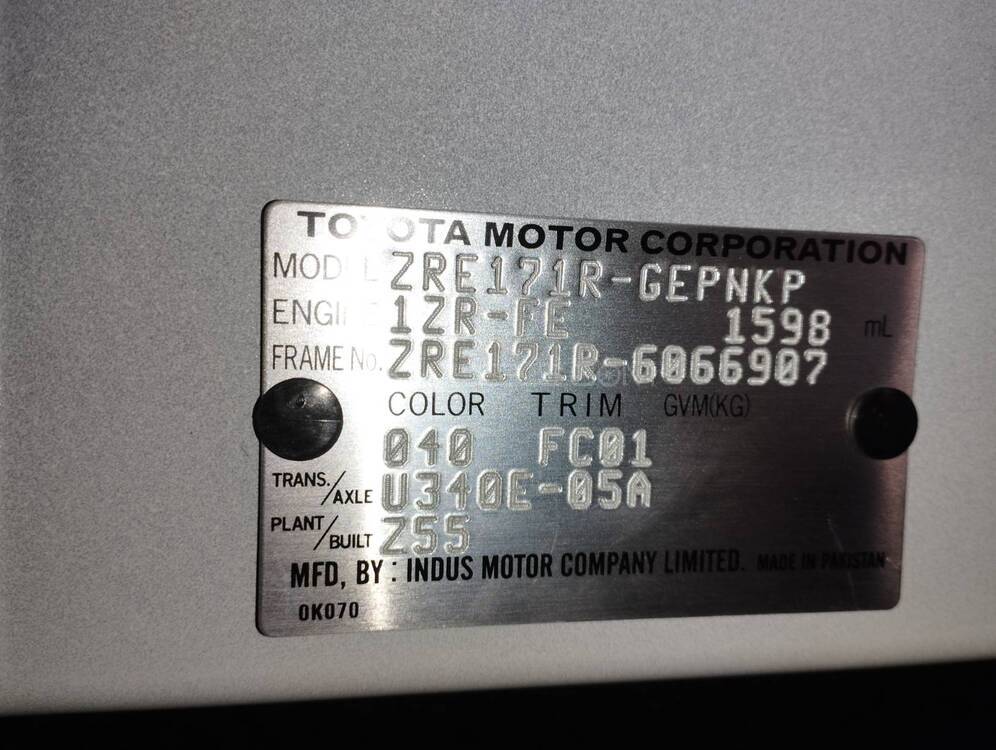 TOYOTA MOTOR CORPORATION
MODEL ZRE171R-GEPNKP
ENGINE 1ZR-FE 1598 mL
FRAME No. ZRE171R-6066907
COLOR TRIM GVM(KG)
040 FC01
TRANS./AXLE U340E-05A
PLANT/BUILT Z55
MFD, BY : INDUS MOTOR COMPANY LIMITED. MADE IN PAKISTAN
0K070